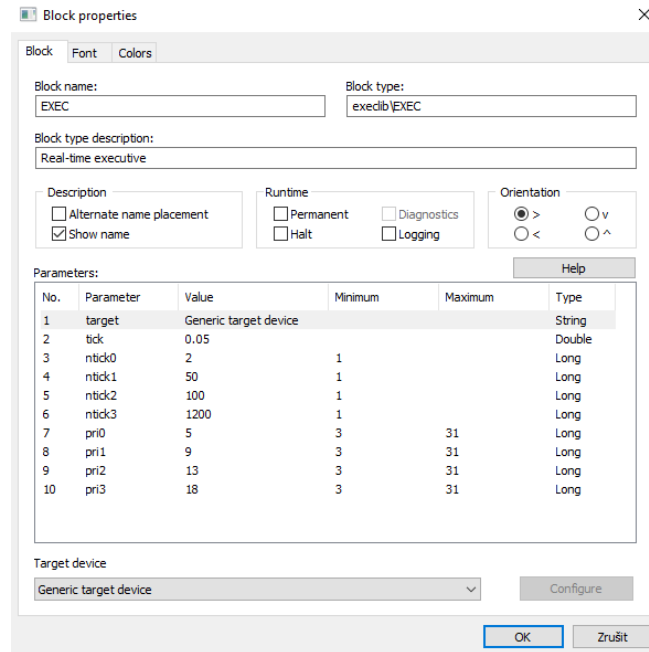 Block properties
Block Font Colors
Block name: Block type:
EXEC execlib\EXEC
Block type description:
Real-time executive
Description Runtime Orientation
Alternate name placement Permanent Diagnostics > v
Show name Halt Logging < ^
Parameters: Help
No. Parameter Value Minimum Maximum Type
1 target Generic target device String
2 tick 0.05 Double
3 ntick0 2 1 Long
4 ntick1 50 1 Long
5 ntick2 100 1 Long
6 ntick3 1200 1 Long
7 pri0 5 3 31 Long
8 pri1 9 3 31 Long
9 pri2 13 3 31 Long
10 pri3 18 3 31 Long
Target device
Generic target device Configure
OK Zrušit